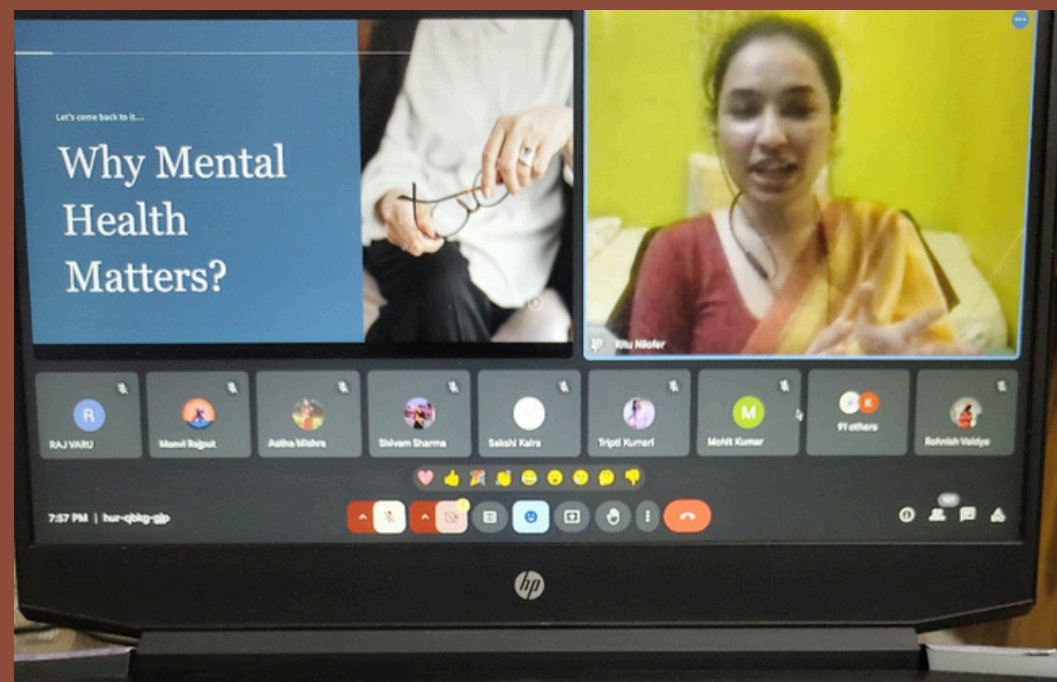 Let's come back to it....
Why Mental
Health
Matters?
Ritu Nilofer
RAJ VARU
Manvi Rajput
Aastha Mishra
Shivam Sharma
Sakshi Kalra
Tripti Kumari
M
Mohit Kumar
K
91 others
Rohnish Vaidya
R
7:57 PM | hur-qbkg-gjp
hp